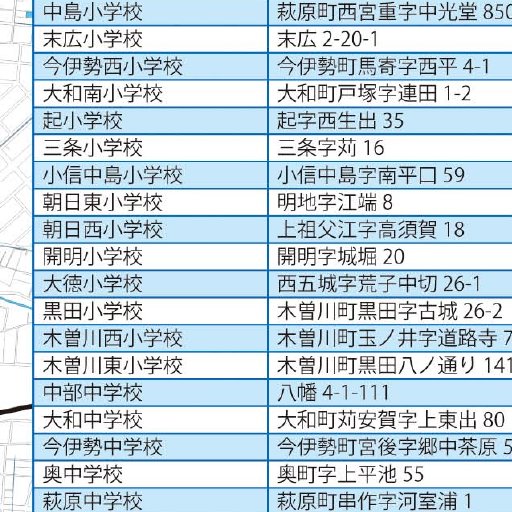 中島小学校 萩原町西宮重字中光堂 850
末広小学校 末広 2-20-1
今伊勢西小学校 今伊勢町馬寄字西平 4-1
大和南小学校 大和町戸塚字連田 1-2
起小学校 起字西生出 35
三条小学校 三条字苅 16
小信中島小学校 小信中島字南平口 59
朝日東小学校 明地字江端 8
朝日西小学校 上祖父江字高須賀 18
開明小学校 開明字城堀 20
大徳小学校 西五城字荒子中切 26-1
黒田小学校 木曽川町黒田字古城 26-2
木曽川西小学校 木曽川町玉ノ井字道路寺 7
木曽川東小学校 木曽川町黒田八ノ通り 141
中部中学校 八幡 4-1-111
大和中学校 大和町苅安賀字上東出 80
今伊勢中学校 今伊勢町宮後字郷中茶原 5
奥中学校 奥町字上平池 55
萩原中学校 萩原町串作字河室浦 1